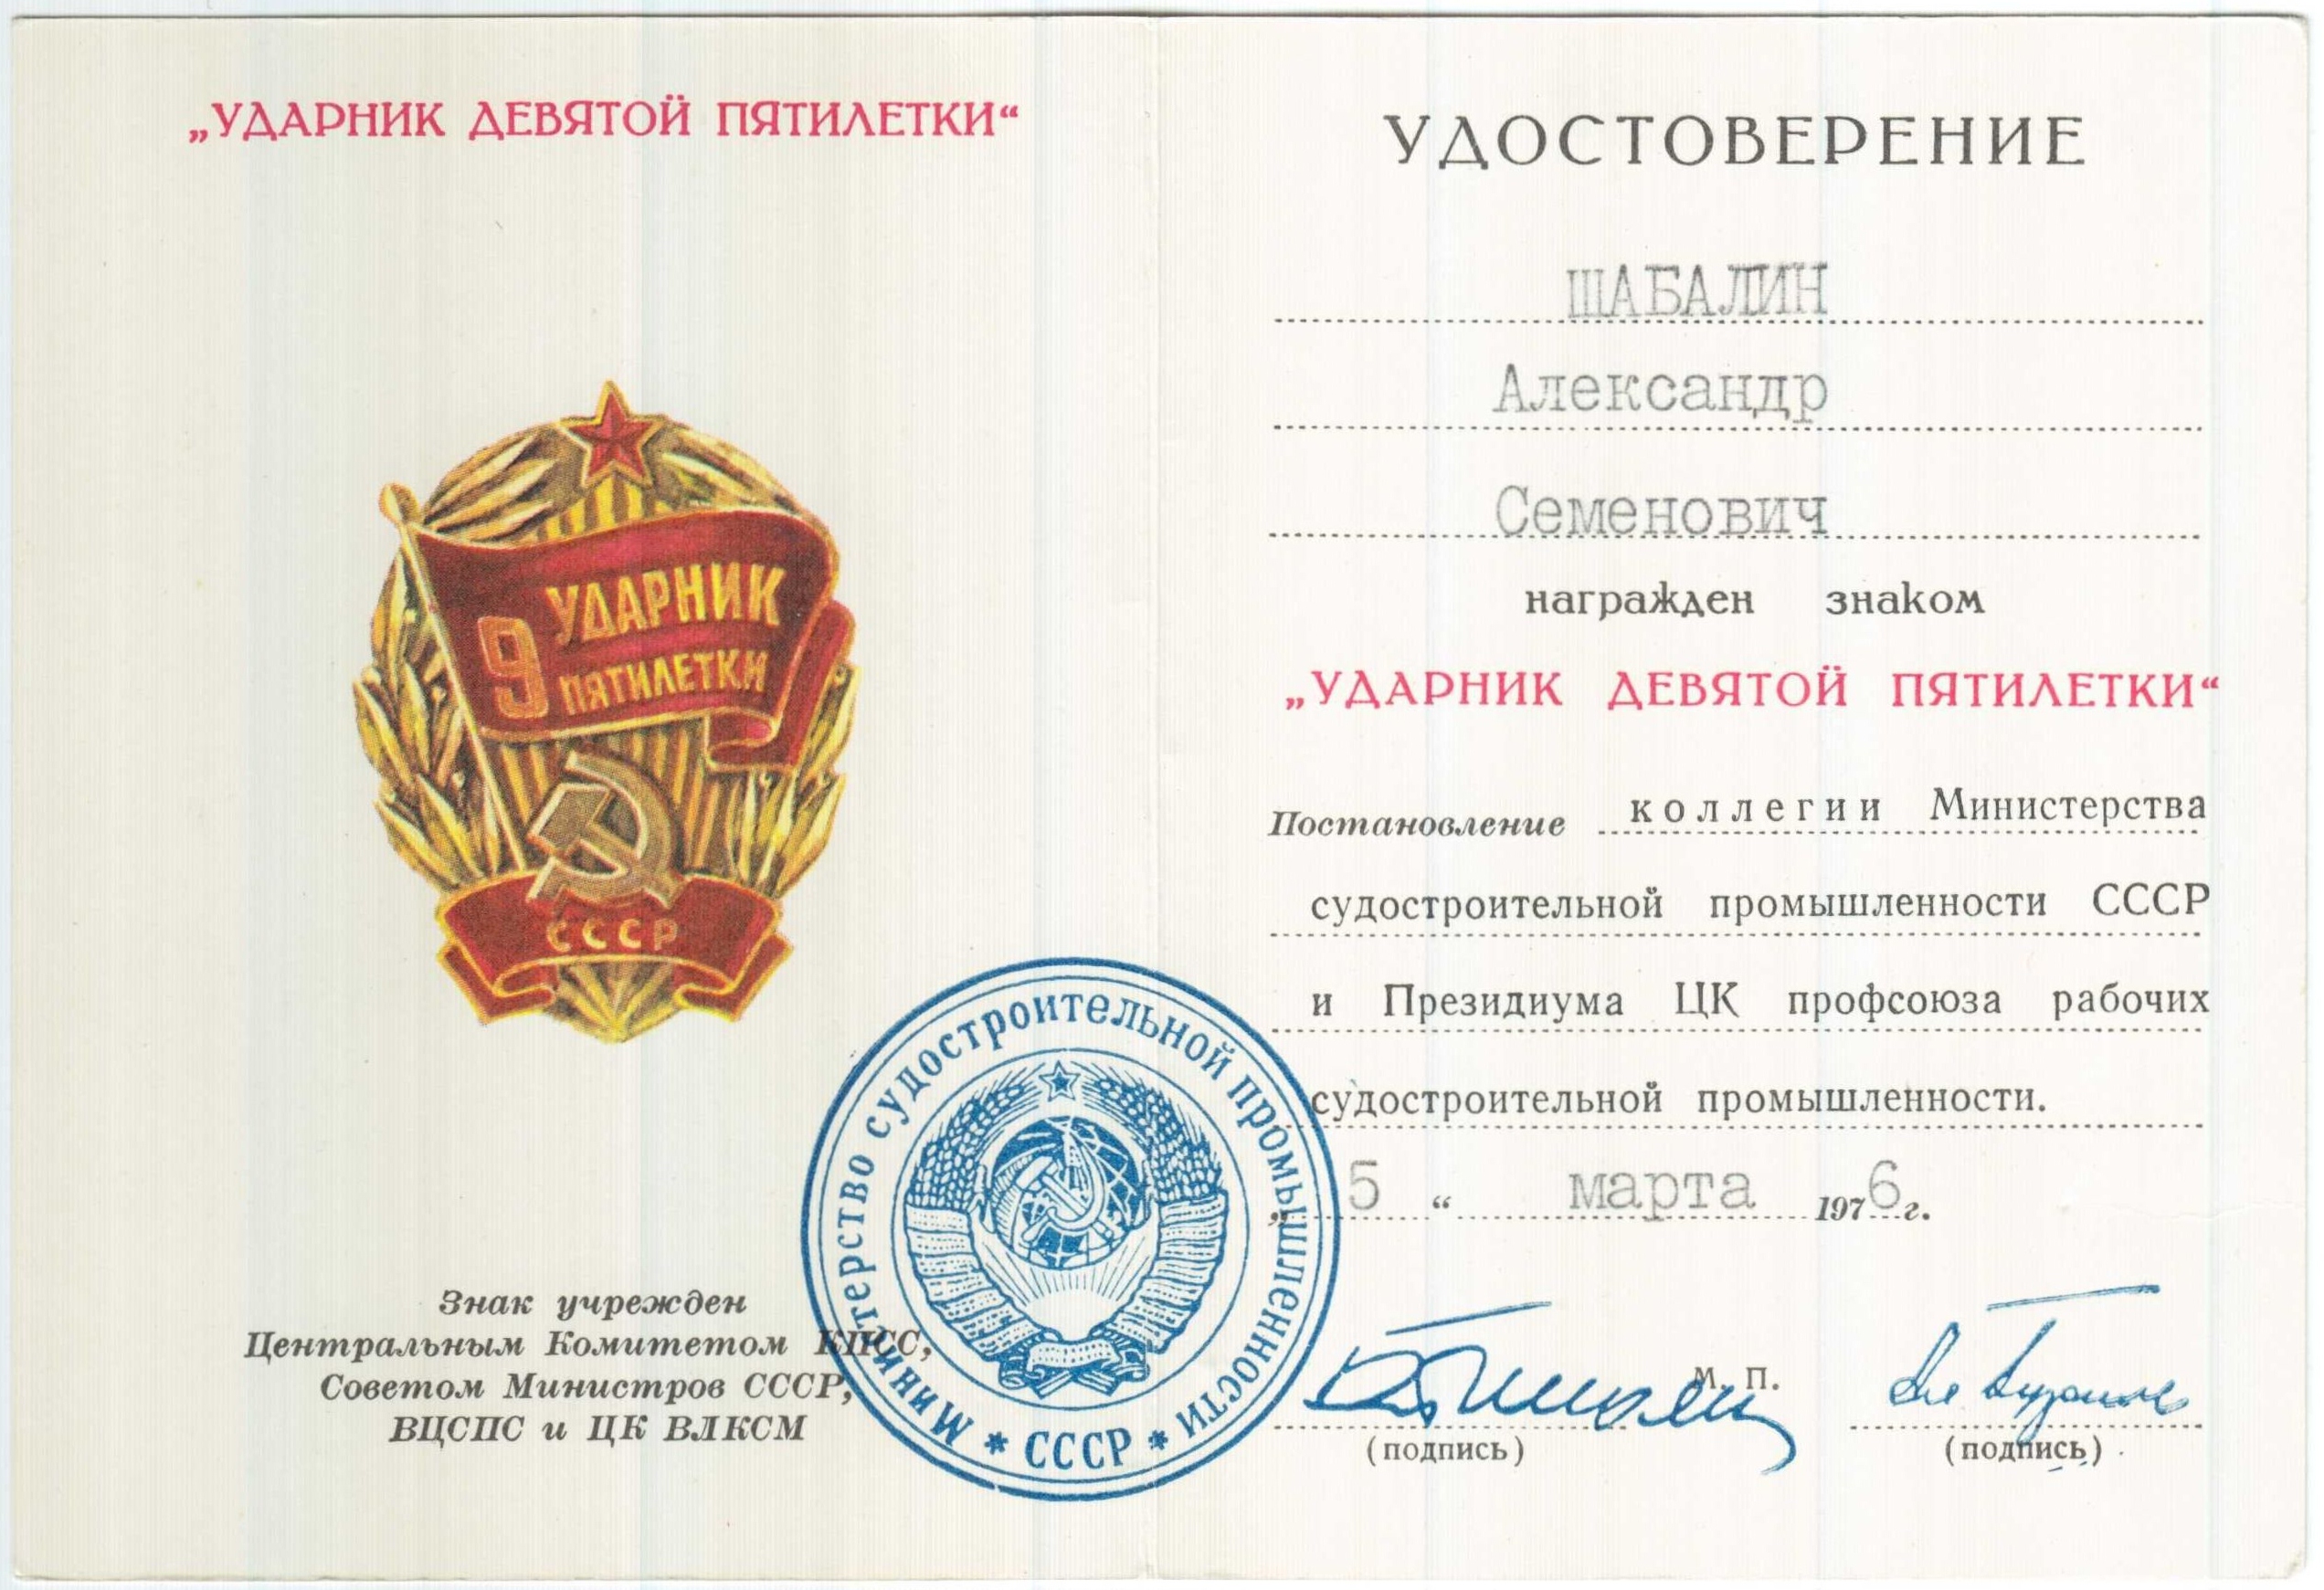 „УДАРНИК ДЕВЯТОЙ ПЯТИЛЕТКИ“
9 УДАРНИК
ПЯТИЛЕТКИ
СССР
Знак учрежден
Центральным Комитетом КПСС,
Советом Министров СССР,
ВЦСПС и ЦК ВЛКСМ
Министерство судостроительной промышленности
* СССР *
УДОСТОВЕРЕНИЕ
ШАБАЛИН
Александр
Семенович
награжден знаком
„УДАРНИК ДЕВЯТОЙ ПЯТИЛЕТКИ“
Постановление коллегии Министерства
судостроительной промышленности СССР
и Президиума ЦК профсоюза рабочих
судостроительной промышленности.
„5“ марта 1976 г.
М. П.
(подпись) (подпись)